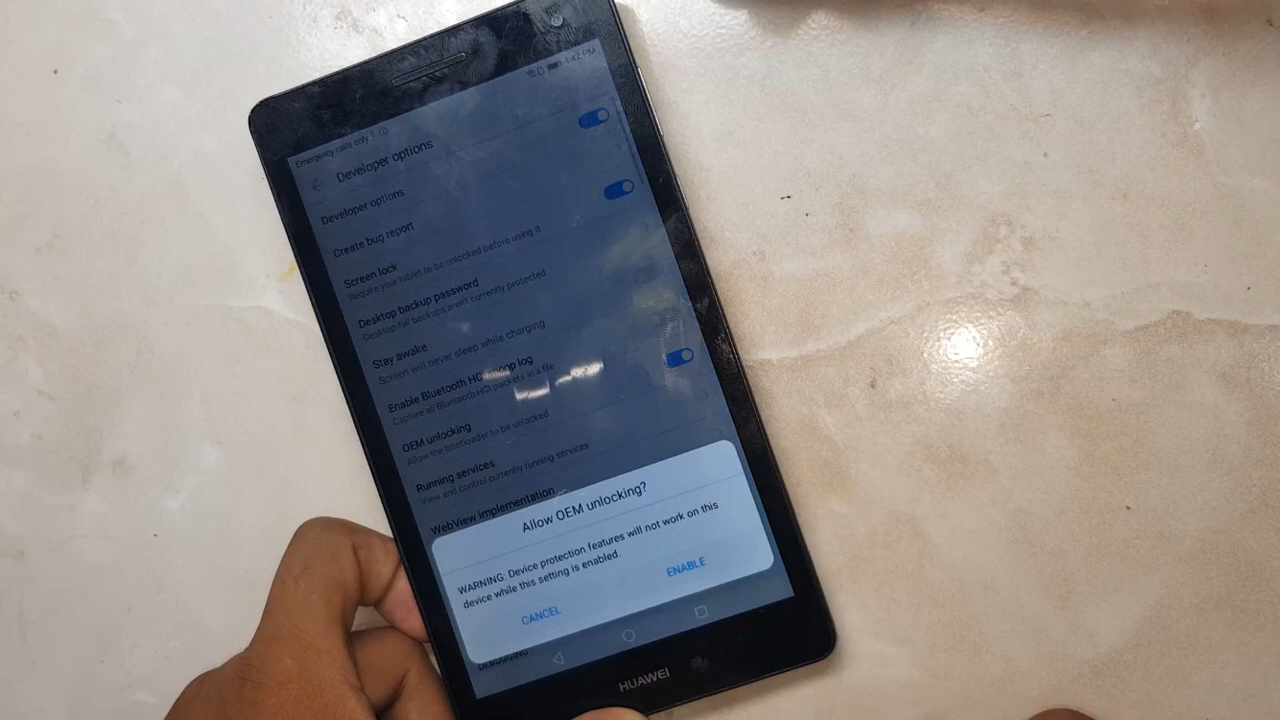 Emergency calls only
4:42 PM
Developer options
Developer options
Create bug report
Screen lock
Require your tablet to be unlocked before using it
Desktop backup password
Desktop full backups aren't currently protected
Stay awake
Screen will never sleep while charging
Enable Bluetooth HCI snoop log
Capture all Bluetooth HCI packets in a file
OEM unlocking
Allow the bootloader to be unlocked
Running services
View and control currently running services
WebView implementation
Allow OEM unlocking?
WARNING: Device protection features will not work on this
device while this setting is enabled.
CANCEL
ENABLE
DEBUGGING
HUAWEI